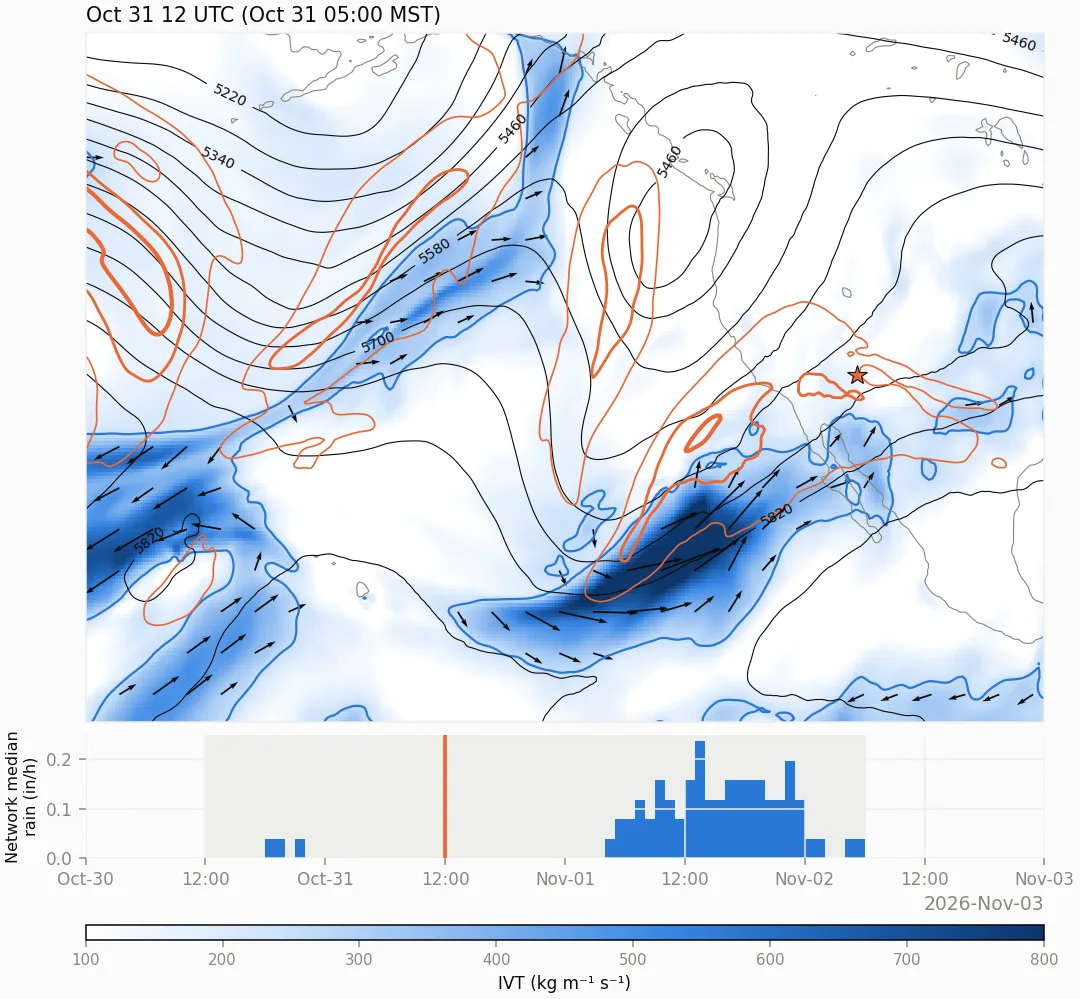 Oct 31 12 UTC (Oct 31 05:00 MST)
5460
5220
5460
5340
5460
5580
5700
5820
5820
Network median
rain (in/h)
0.2
0.1
0.0
Oct-30 12:00 Oct-31 12:00 Nov-01 12:00 Nov-02 12:00 Nov-03
2026-Nov-03
100 200 300 400 500 600 700 800
IVT (kg m⁻¹ s⁻¹)